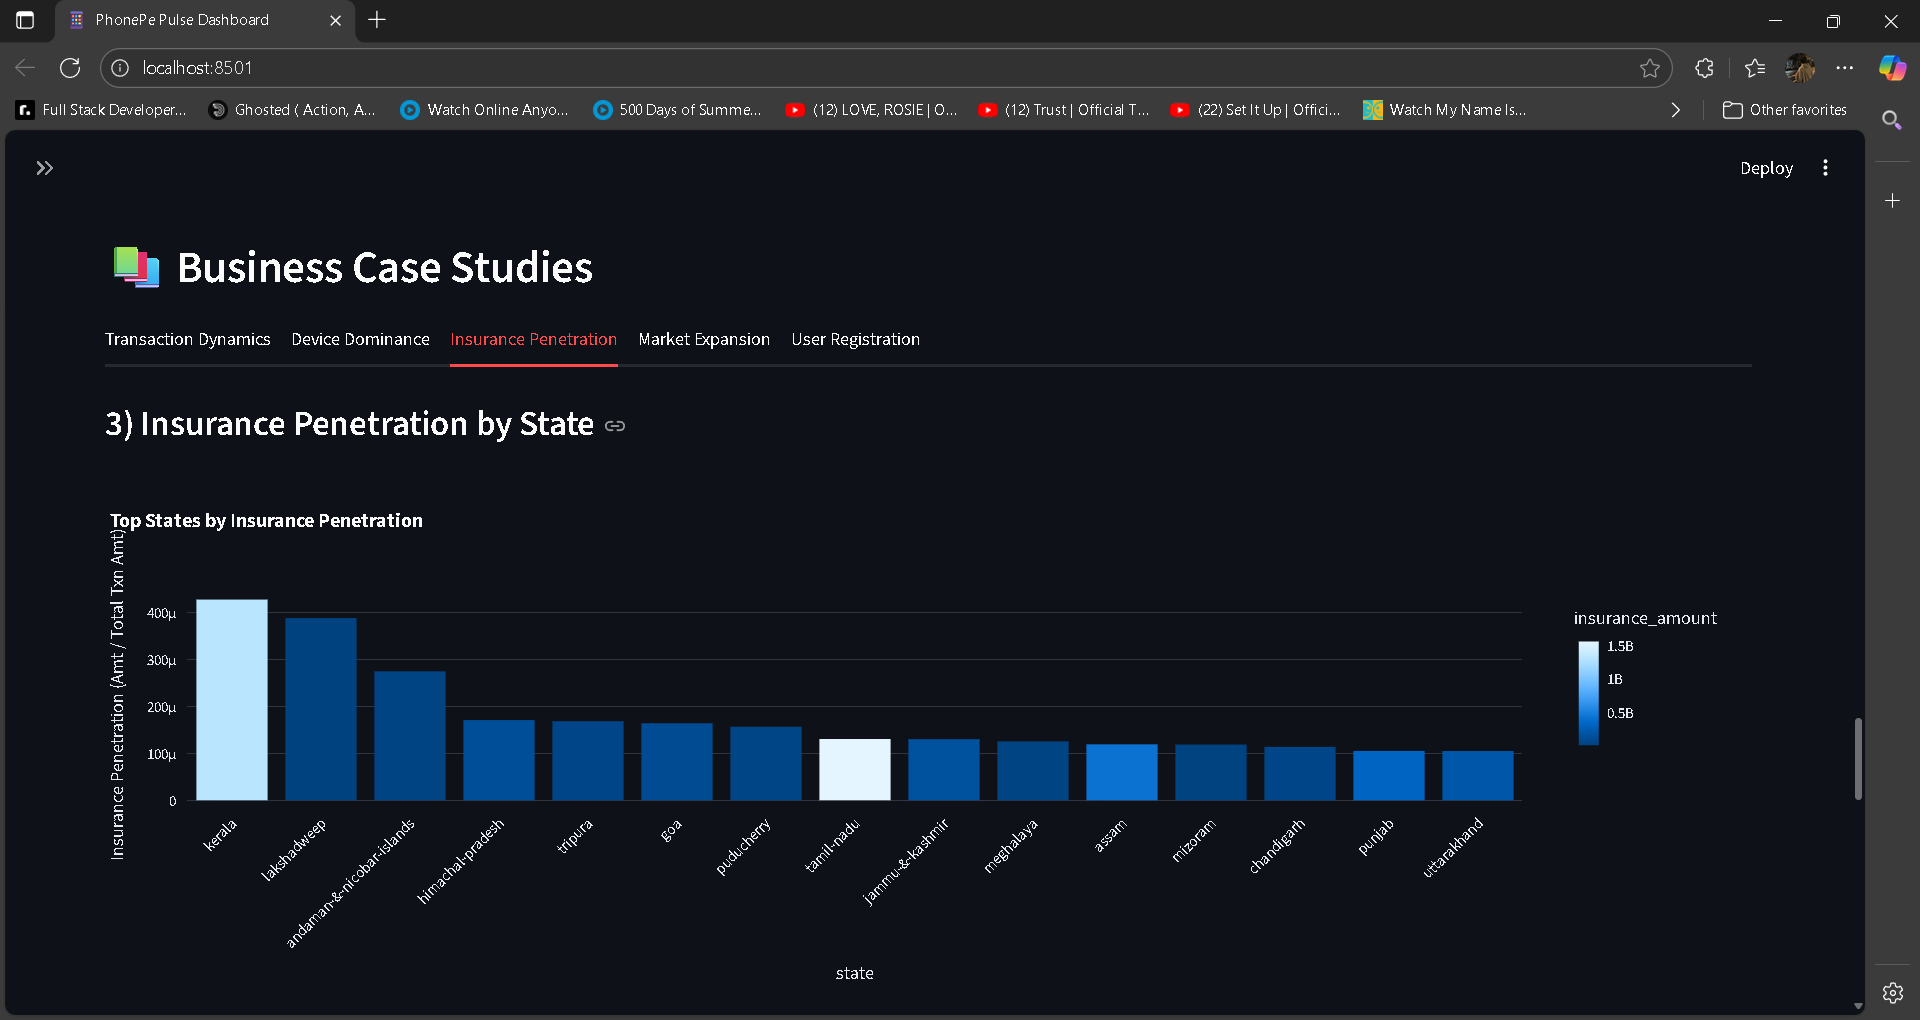 PhonePe Pulse Dashboard
localhost:8501
Full Stack Developer...
Ghosted ( Action, A...
Watch Online Anyo...
500 Days of Summe...
(12) LOVE, ROSIE | O...
(12) Trust | Official T...
(22) Set It Up | Offici...
Watch My Name Is...
Other favorites
Deploy
Business Case Studies
Transaction Dynamics
Device Dominance
Insurance Penetration
Market Expansion
User Registration
3) Insurance Penetration by State
Top States by Insurance Penetration
Insurance Penetration (Amt / Total Txn Amt)
400μ
300μ
200μ
100μ
0
kerala
lakshadweep
andaman-&-nicobar-islands
himachal-pradesh
tripura
goa
puducherry
tamil-nadu
jammu-&-kashmir
meghalaya
assam
mizoram
chandigarh
punjab
uttarakhand
state
insurance_amount
1.5B
1B
0.5B